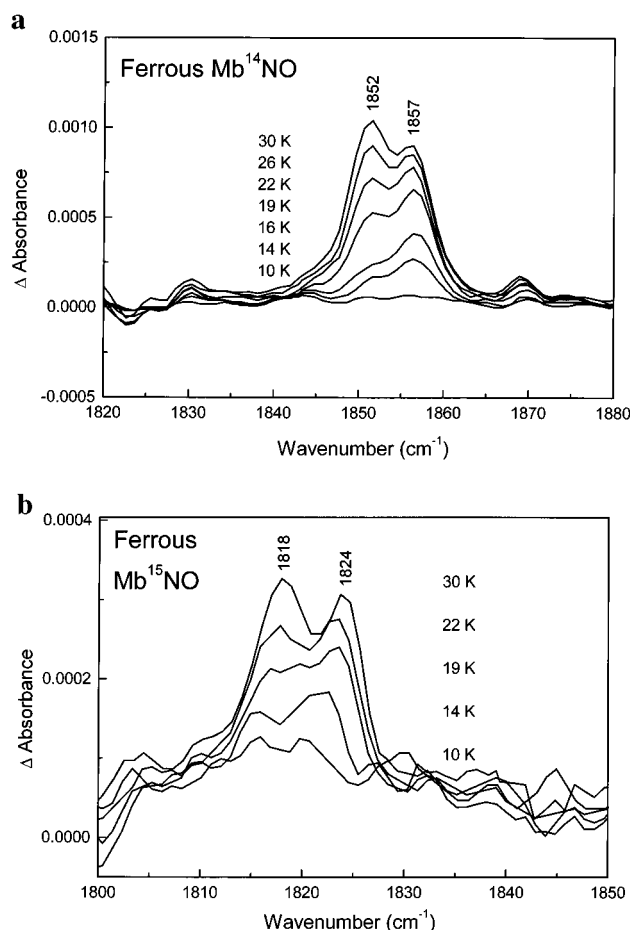 a
0.0015
0.0010
0.0005
0.0000
-0.0005
Δ Absorbance
Ferrous Mb¹⁴NO
1852
1857
30 K
26 K
22 K
19 K
16 K
14 K
10 K
1820 1830 1840 1850 1860 1870 1880
Wavenumber (cm⁻¹)
b
0.0004
0.0002
0.0000
Δ Absorbance
Ferrous
Mb¹⁵NO
1818
1824
30 K
22 K
19 K
14 K
10 K
1800 1810 1820 1830 1840 1850
Wavenumber (cm⁻¹)